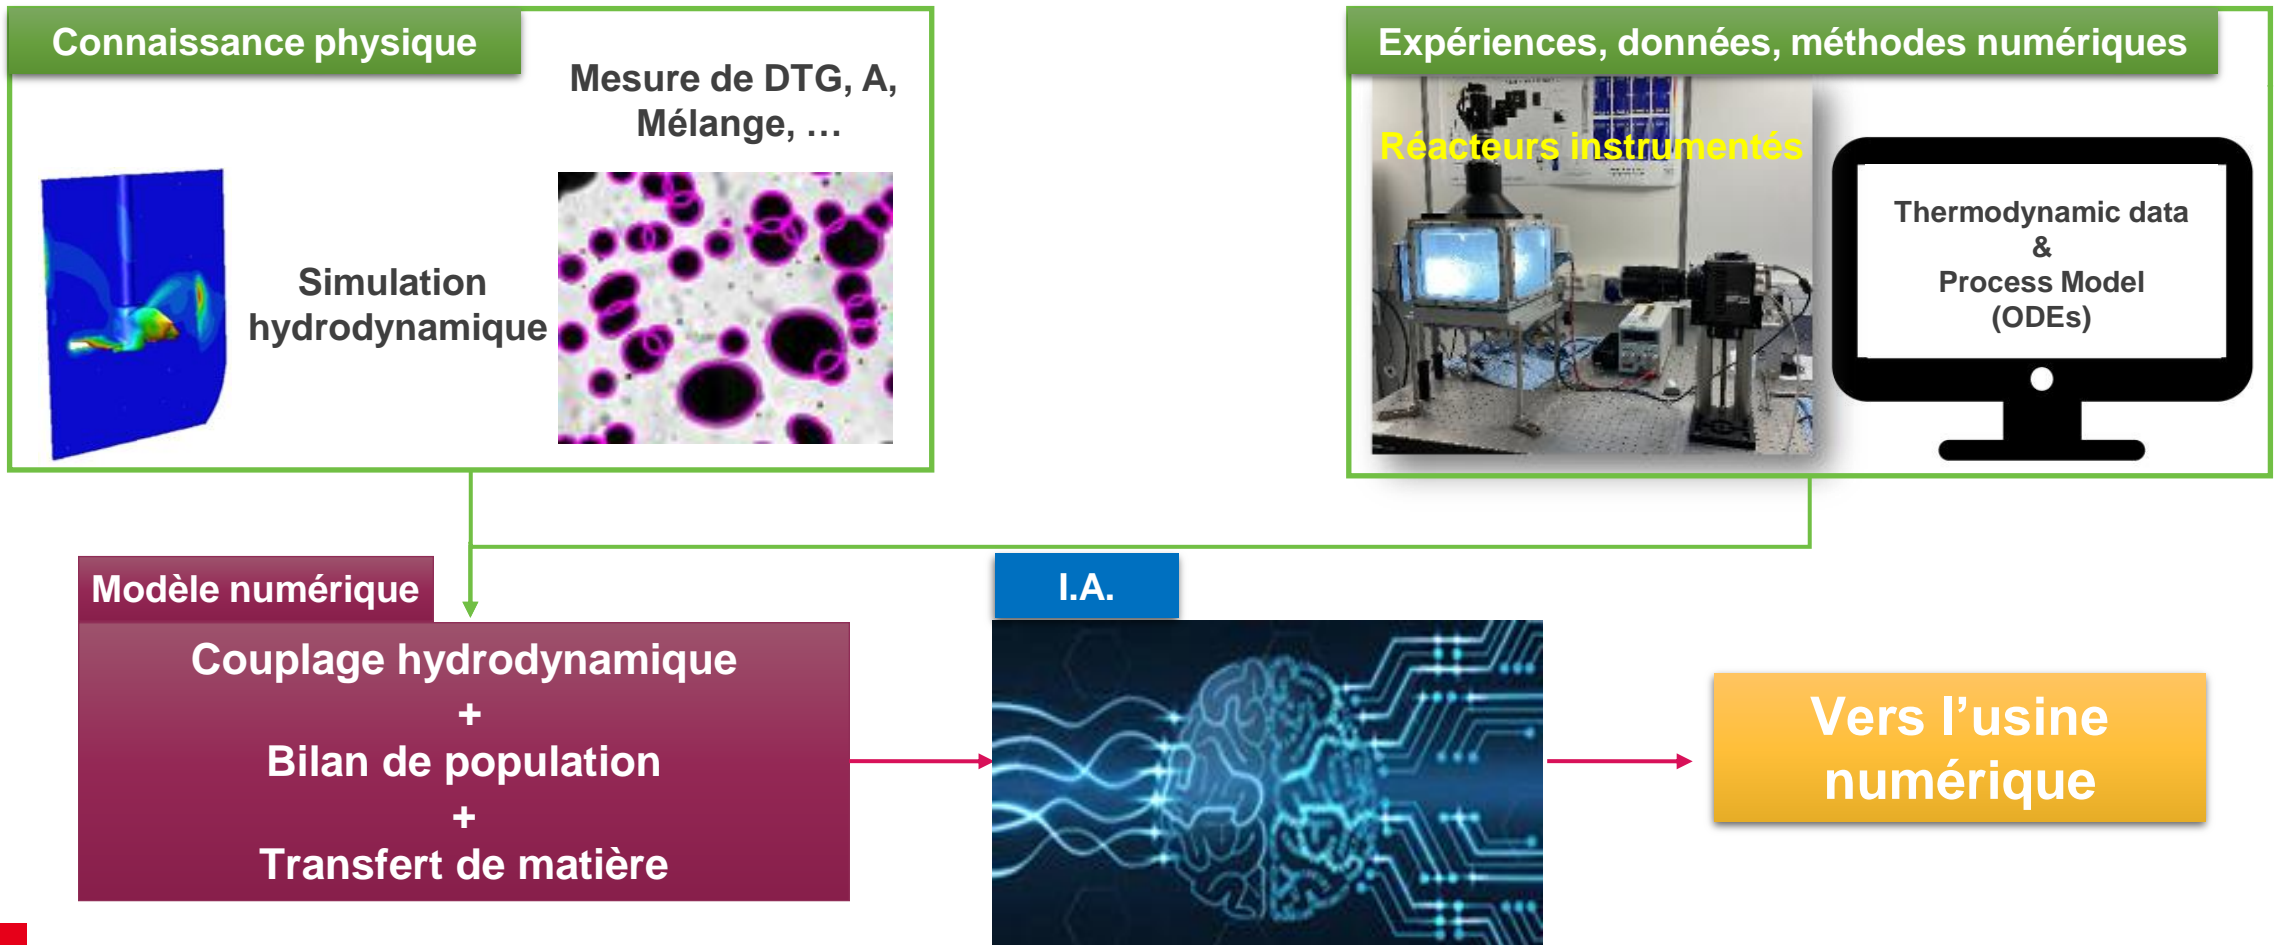 Connaissance physique
Mesure de DTG, A,
Mélange, …
Simulation
hydrodynamique
Expériences, données, méthodes numériques
Réacteurs instrumentés
Thermodynamic data
&
Process Model
(ODEs)
Modèle numérique
Couplage hydrodynamique
+
Bilan de population
+
Transfert de matière
I.A.
Vers l’usine
numérique